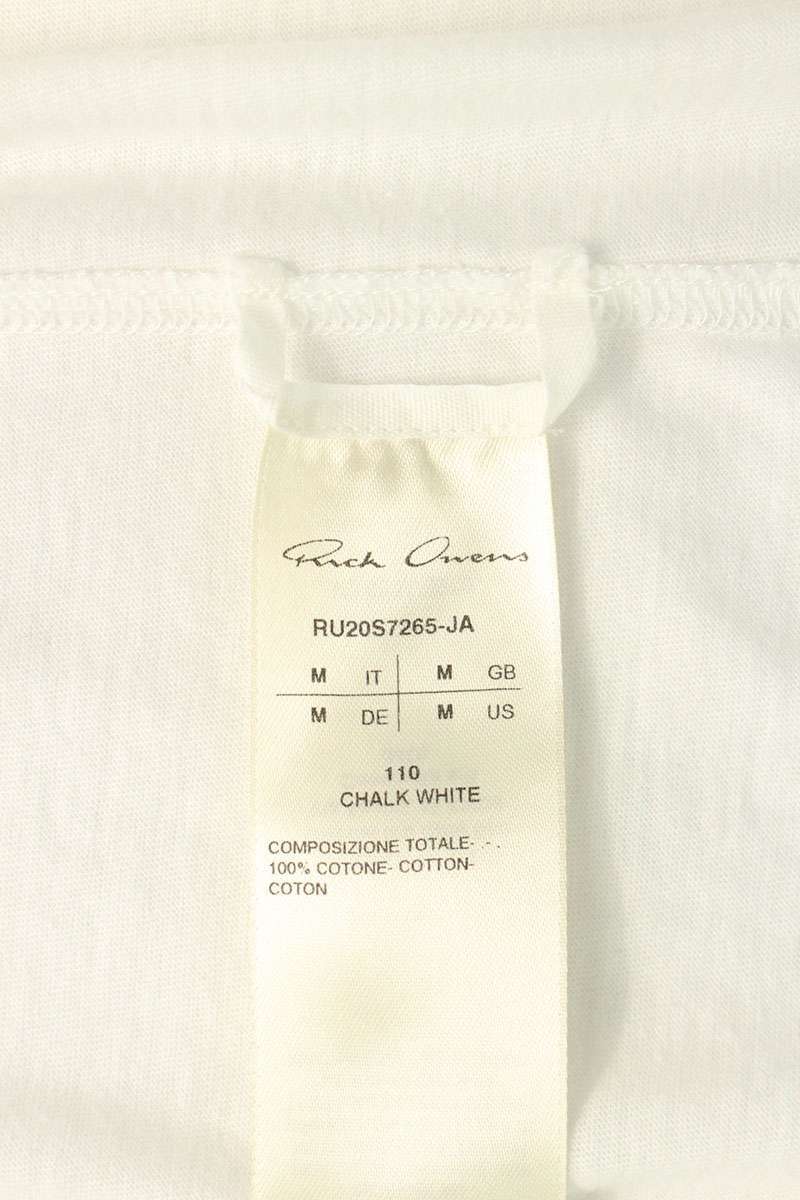 Rick Owens
RU20S7265-JA
M IT M GB
M DE M US
110
CHALK WHITE
COMPOSIZIONE TOTALE- .- .
100% COTONE- COTTON-
COTON